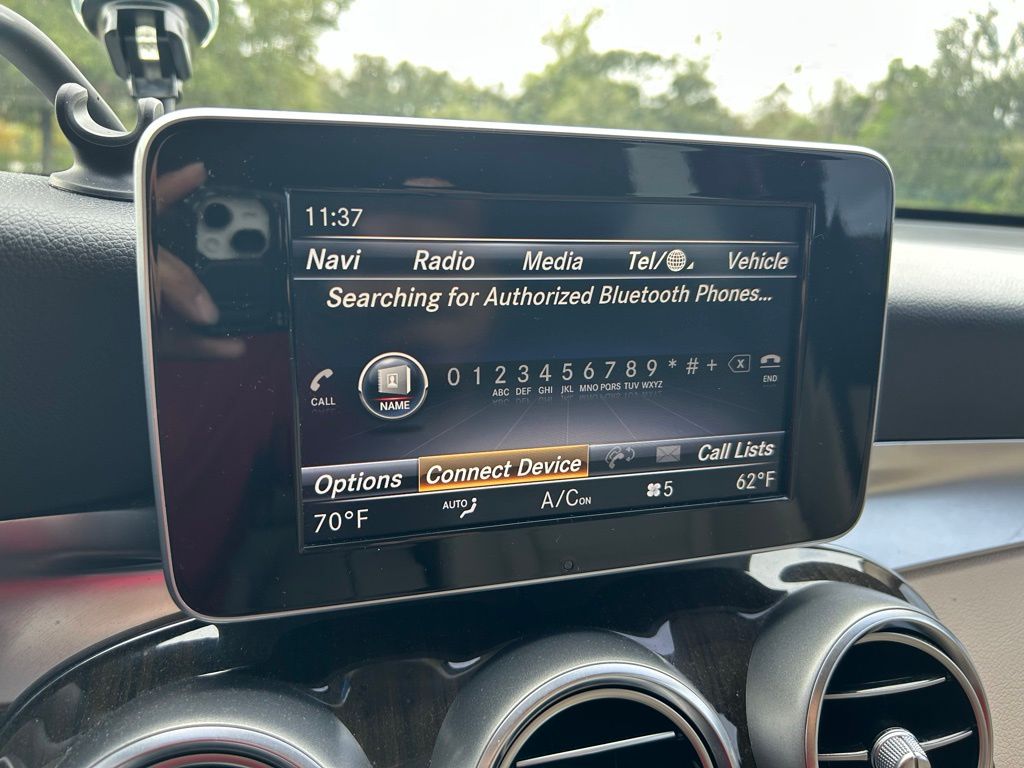 11:37
Navi Radio Media Tel/ Vehicle
Searching for Authorized Bluetooth Phones...
0 1 2 3 4 5 6 7 8 9 * # +
ABC DEF GHI JKL MNO PQRS TUV WXYZ
CALL NAME END
Options Connect Device Call Lists
70°F AUTO A/C ON 5 62°F